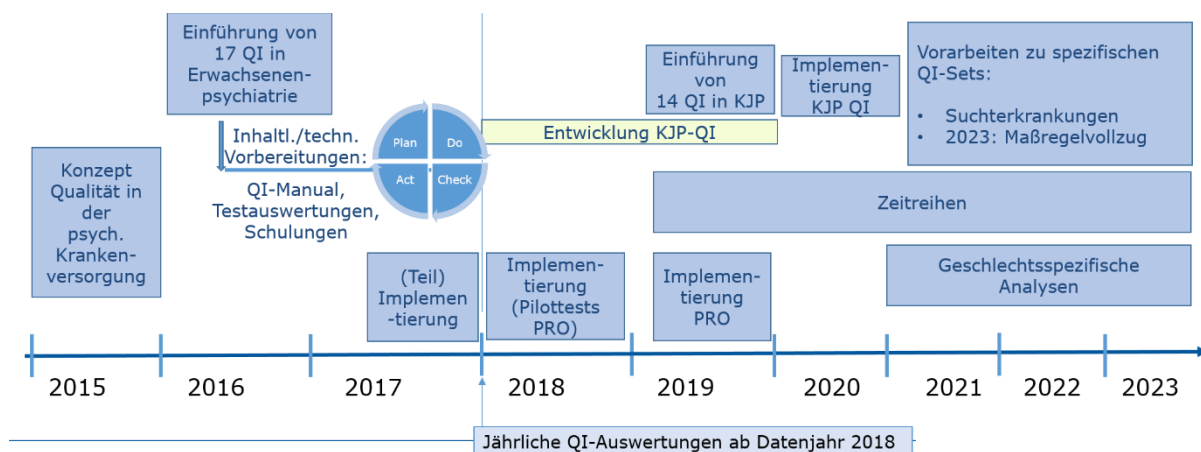 Einführung von
17 QI in
Erwachsenen-
psychiatrie
Inhaltl./techn.
Vorbereitungen:
QI-Manual,
Testauswertungen,
Schulungen
Konzept
Qualität in
der
psych.
Kranken-
versorgung
Plan
Do
Act
Check
Entwicklung KJP-QI
Einführung
von
14 QI in KJP
Implemen-
tierung
KJP QI
Vorarbeiten zu spezifischen
QI-Sets:
• Suchterkrankungen
• 2023: Maßregelvollzug
Zeitreihen
Geschlechtsspezifische
Analysen
(Teil)
Implemen
-tierung
Implemen-
tierung
(Pilottests
PRO)
Implemen-
tierung
PRO
2015
2016
2017
2018
2019
2020
2021
2022
2023
Jährliche QI-Auswertungen ab Datenjahr 2018